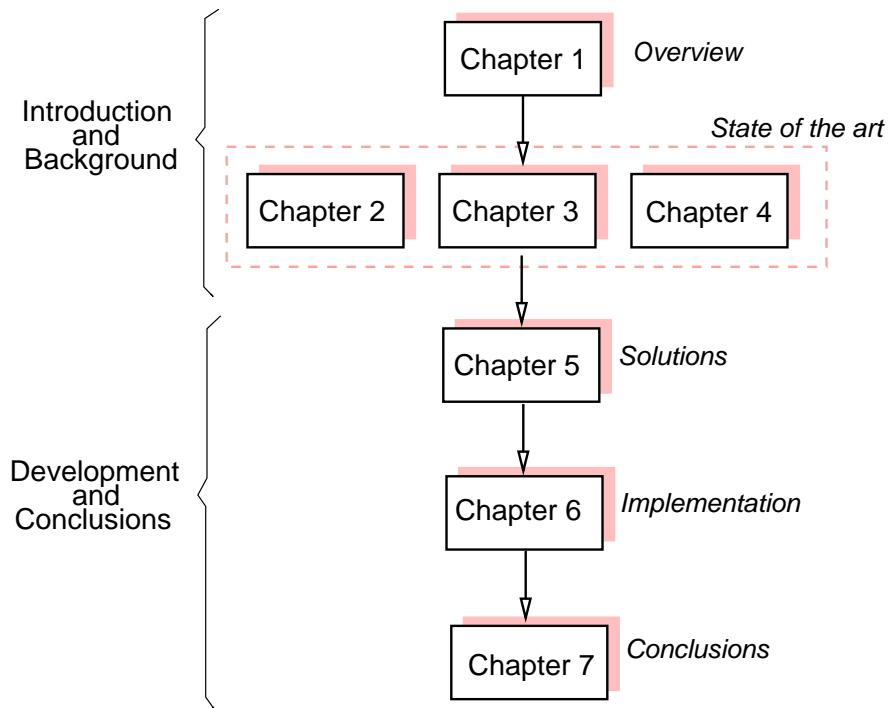 Chapter 1
Overview
Introduction
and
Background
State of the art
Chapter 2
Chapter 3
Chapter 4
Chapter 5
Solutions
Development
and
Conclusions
Chapter 6
Implementation
Chapter 7
Conclusions